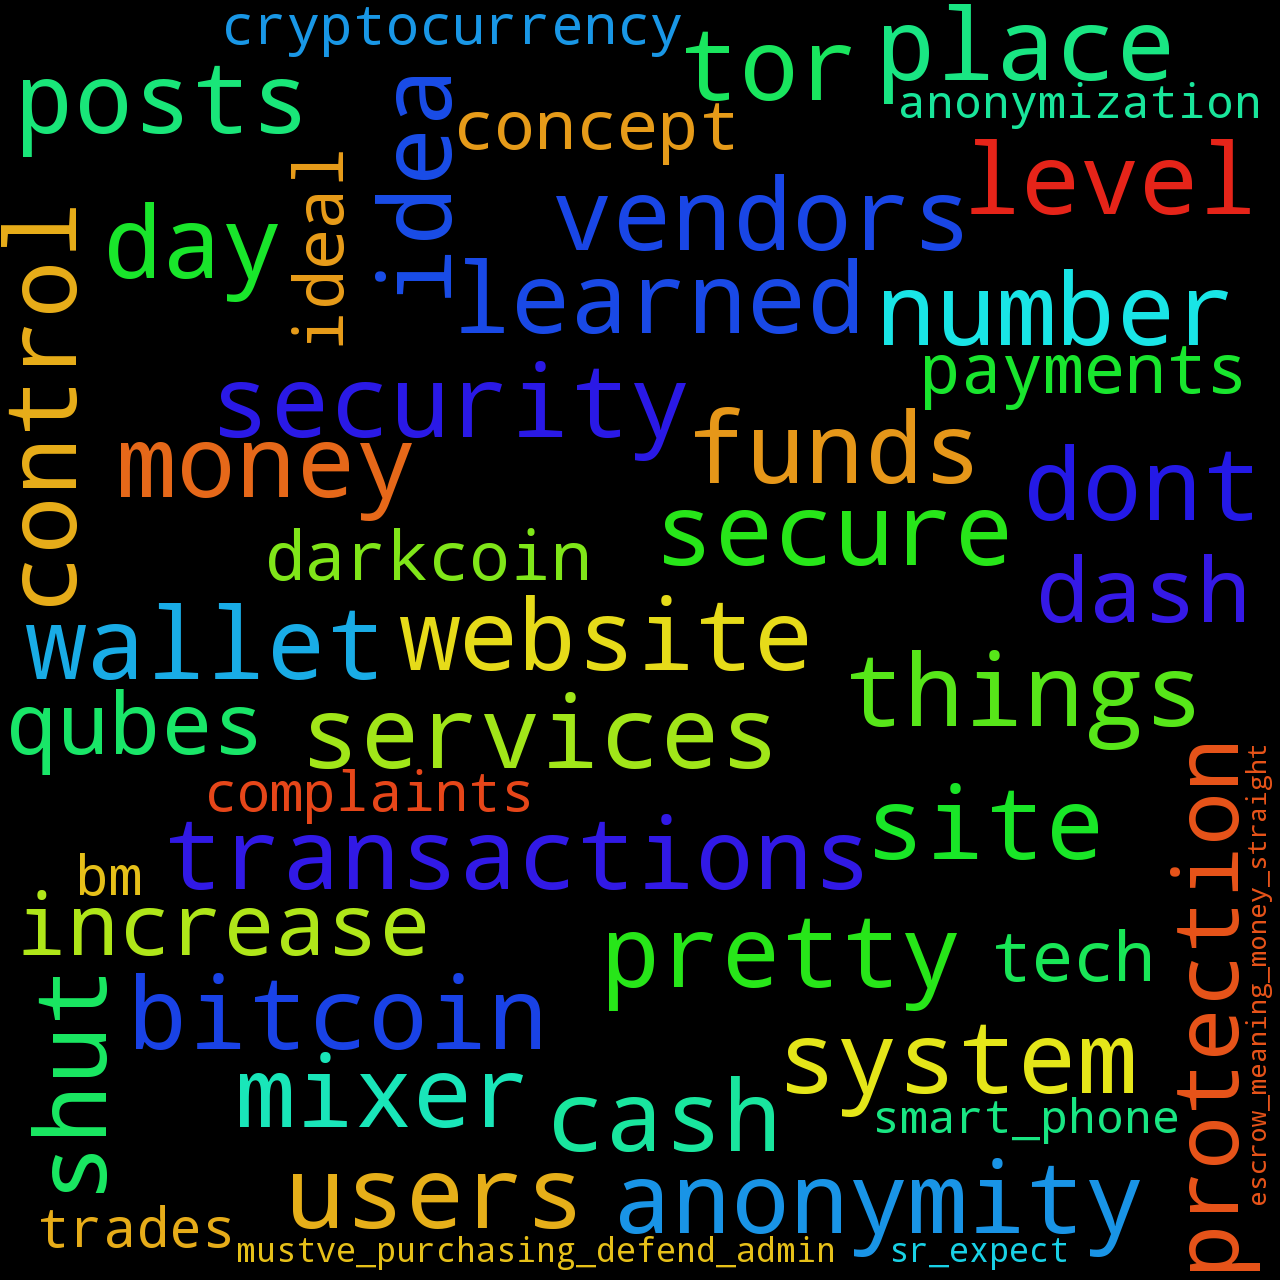 cryptocurrency
tor
place
posts
idea
concept
anonymization
ideal
level
control
day
vendors
learned
number
security
payments
money
funds
dont
darkcoin
secure
dash
wallet
website
things
qubes
services
complaints
site
protection
escrow_meaning_money_straight
bm
transactions
increase
pretty
tech
shut
bitcoin
system
mixer
cash
smart_phone
users
anonymity
trades
mustve_purchasing_defend_admin
sr_expect